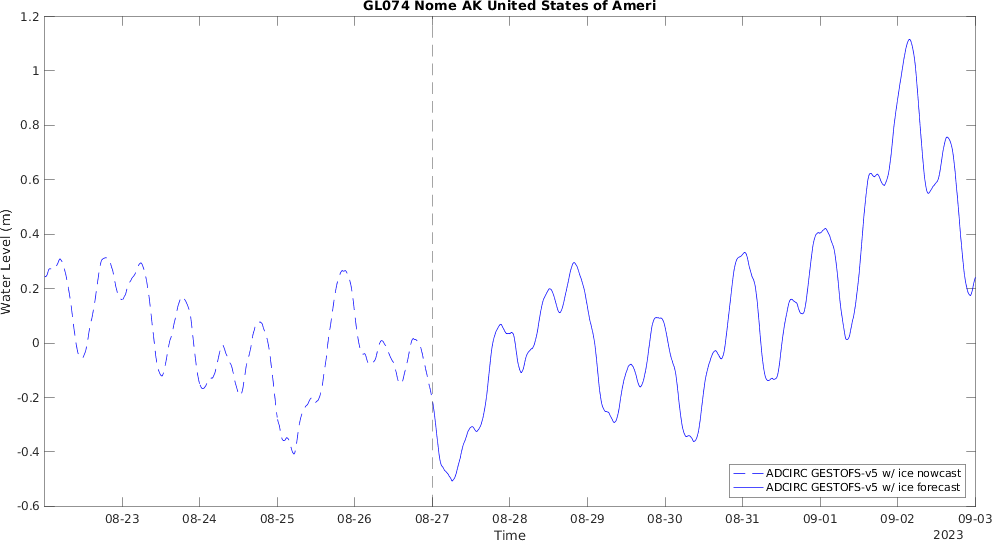 GL074 Nome AK United States of Ameri
1.2
1
0.8
0.6
0.4
0.2
0
-0.2
-0.4
-0.6
Water Level (m)
ADCIRC GESTOFS-v5 w/ ice nowcast
ADCIRC GESTOFS-v5 w/ ice forecast
08-23 08-24 08-25 08-26 08-27 08-28 08-29 08-30 08-31 09-01 09-02 09-03
Time
2023